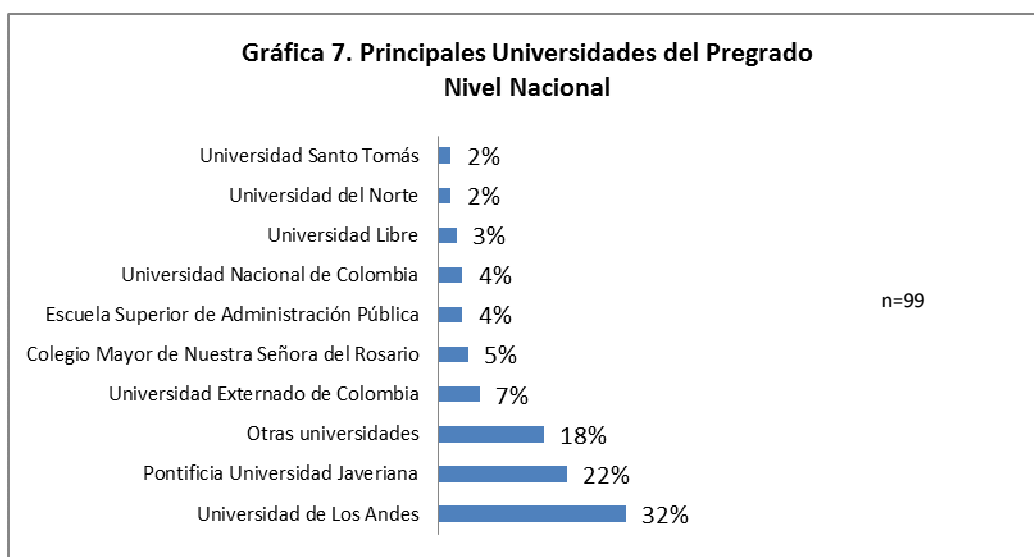 Gráfica 7. Principales Universidades del Pregrado
Nivel Nacional
Universidad Santo Tomás 2%
Universidad del Norte 2%
Universidad Libre 3%
Universidad Nacional de Colombia 4%
n=99
Escuela Superior de Administración Pública 4%
Colegio Mayor de Nuestra Señora del Rosario 5%
Universidad Externado de Colombia 7%
Otras universidades 18%
Pontificia Universidad Javeriana 22%
Universidad de Los Andes 32%